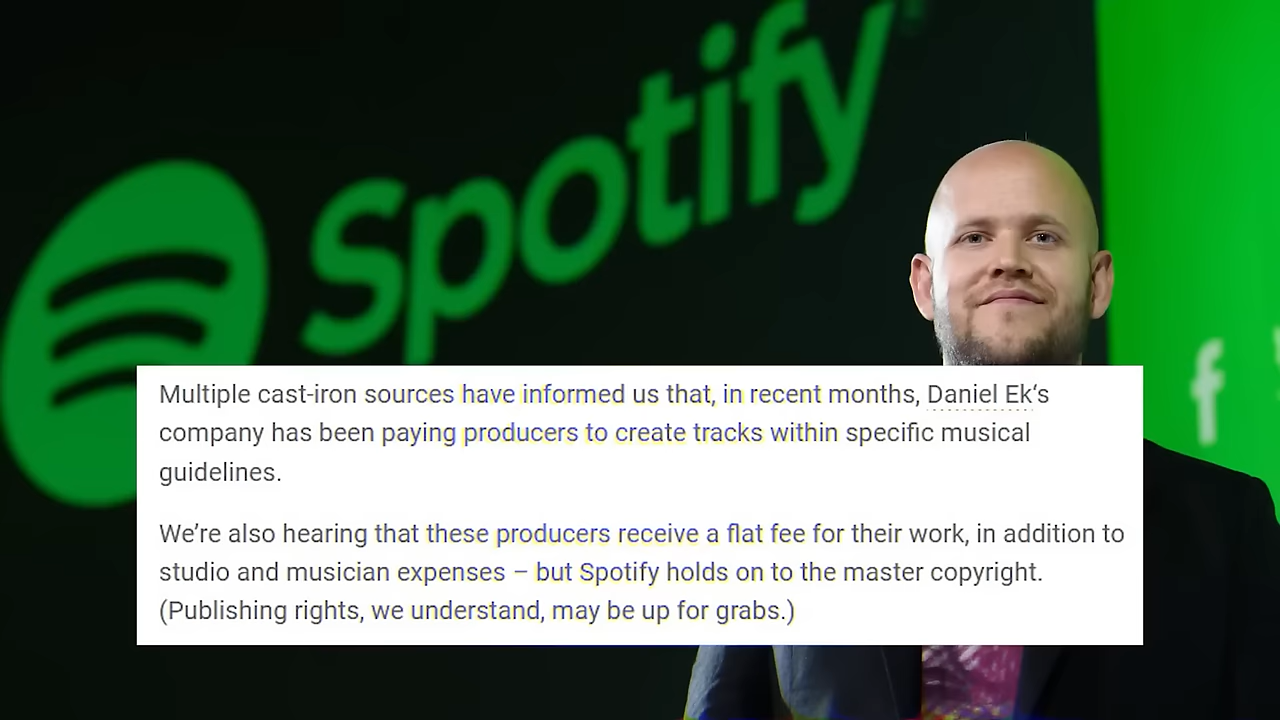 Spotify
f
Multiple cast-iron sources have informed us that, in recent months, Daniel Ek‘s
company has been paying producers to create tracks within specific musical
guidelines.
We’re also hearing that these producers receive a flat fee for their work, in addition to
studio and musician expenses – but Spotify holds on to the master copyright.
(Publishing rights, we understand, may be up for grabs.)